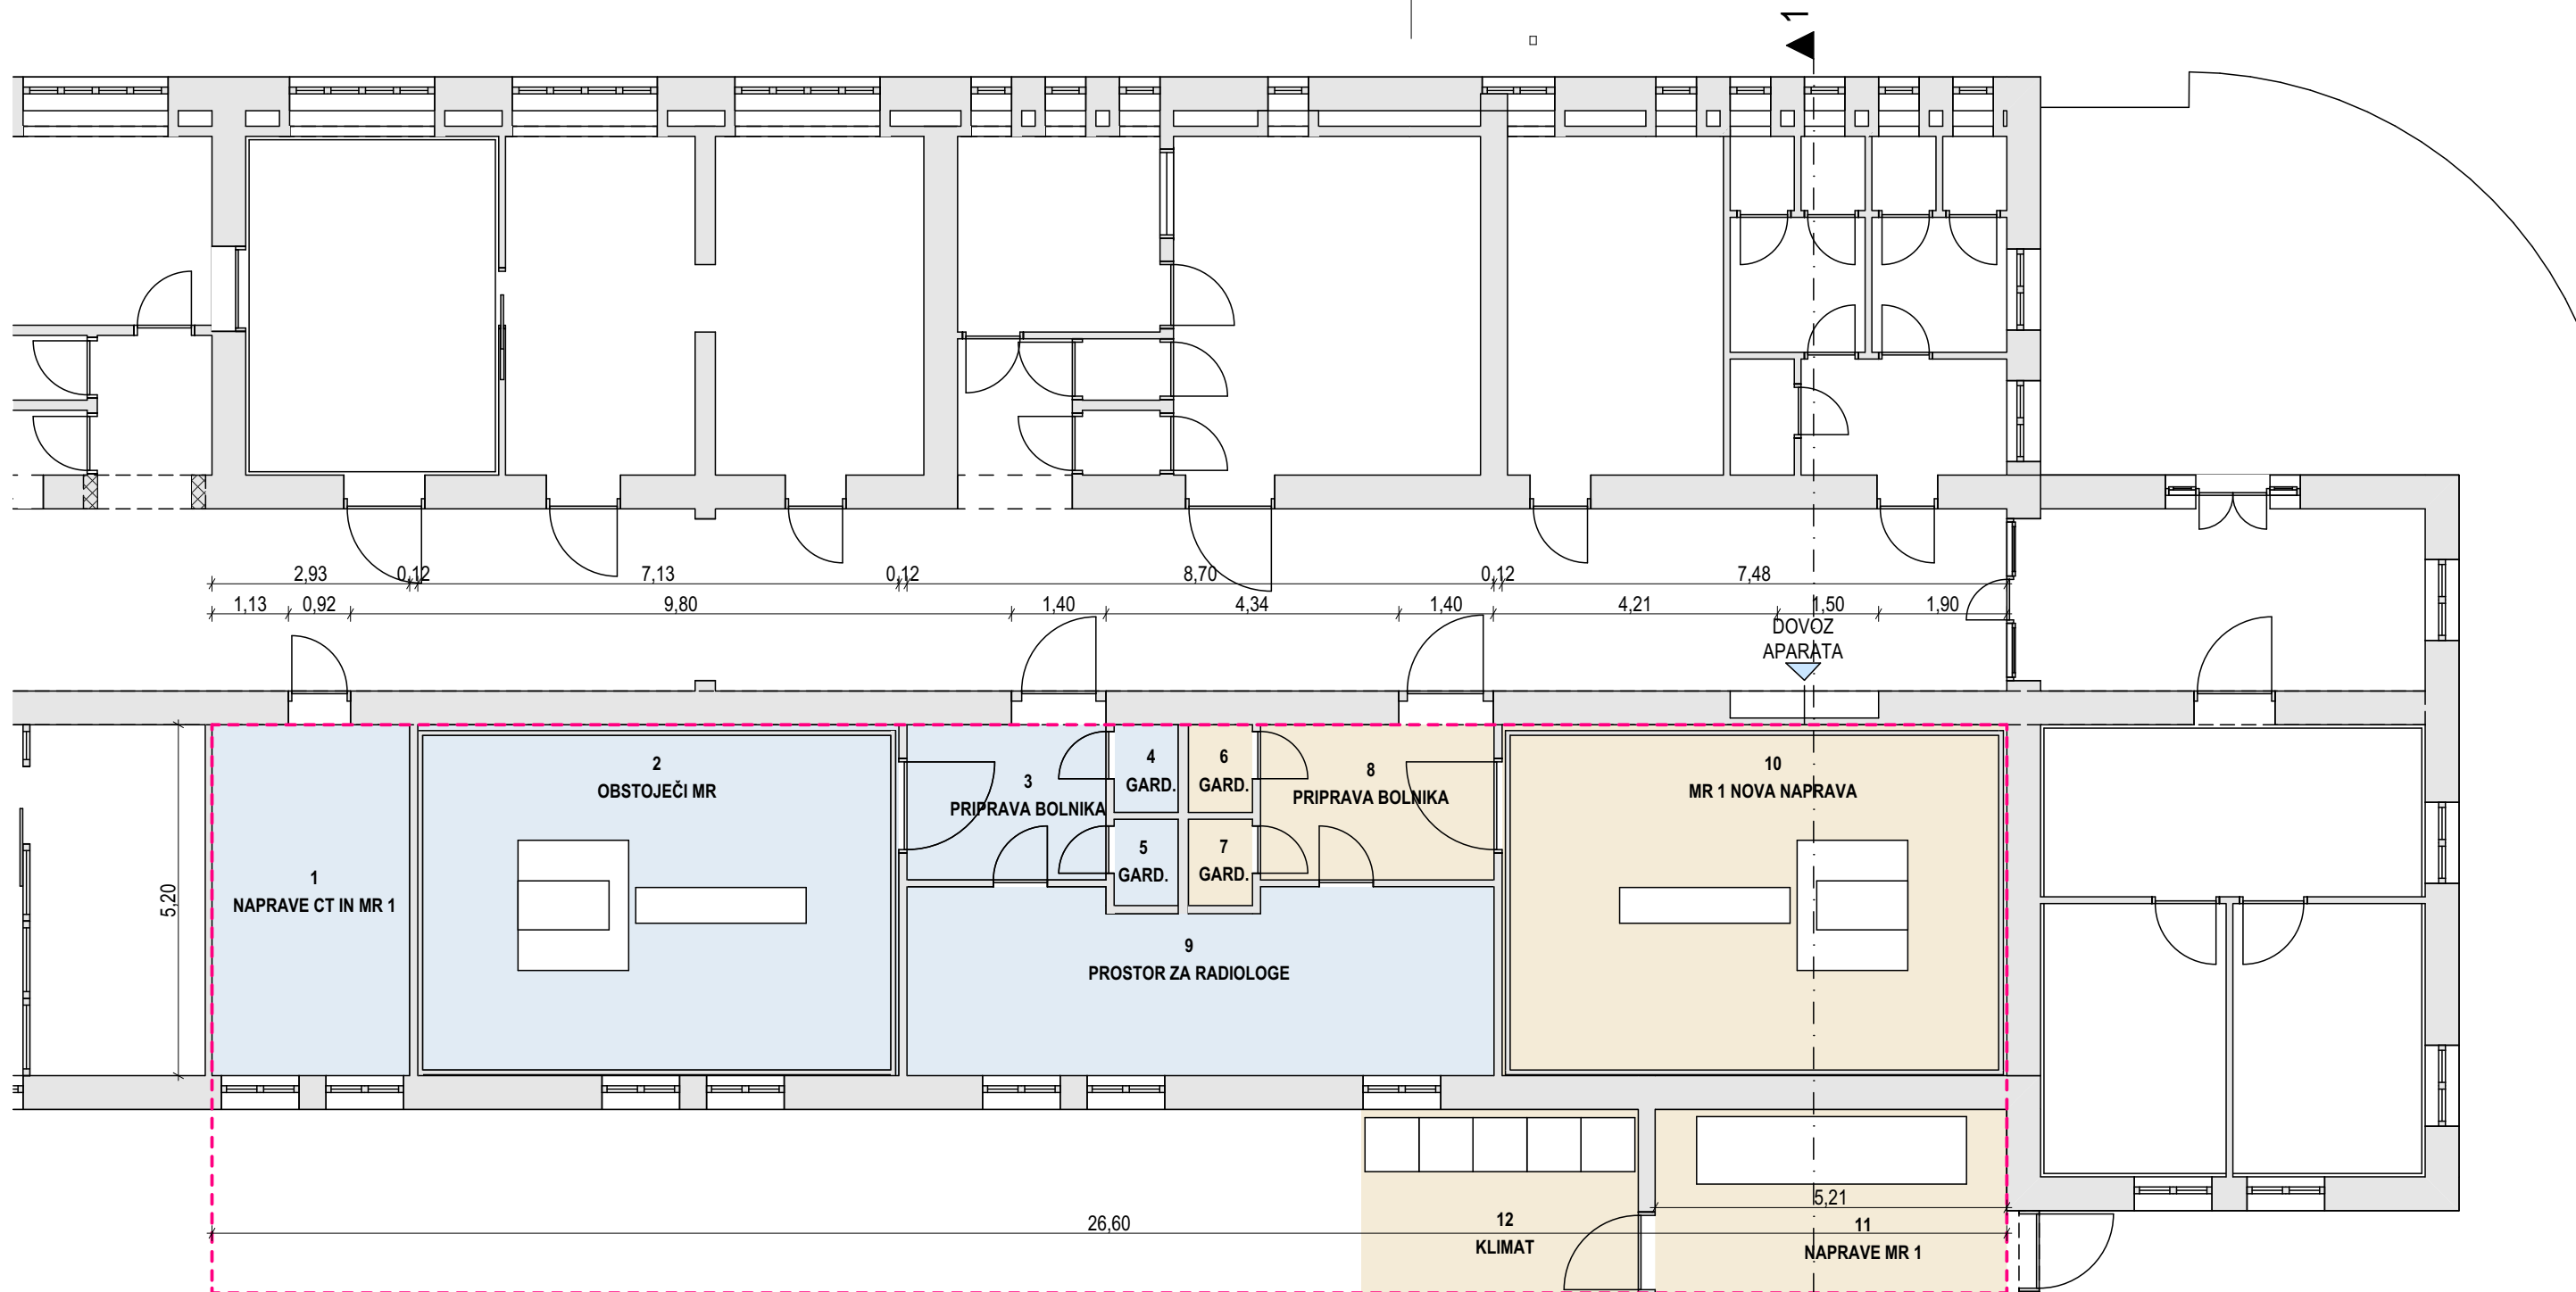 1
2,93
0,12
7,13
0,12
8,70
0,12
7,48
1,13
0,92
9,80
1,40
4,34
1,40
4,21
1,50
1,90
DOVOZ
APARATA
5,20
1
NAPRAVE CT IN MR 1
2
OBSTOJEČI MR
3
PRIPRAVA BOLNIKA
4
GARD.
5
GARD.
6
GARD.
7
GARD.
8
PRIPRAVA BOLNIKA
9
PROSTOR ZA RADIOLOGE
10
MR 1 NOVA NAPRAVA
5,21
26,60
12
KLIMAT
11
NAPRAVE MR 1